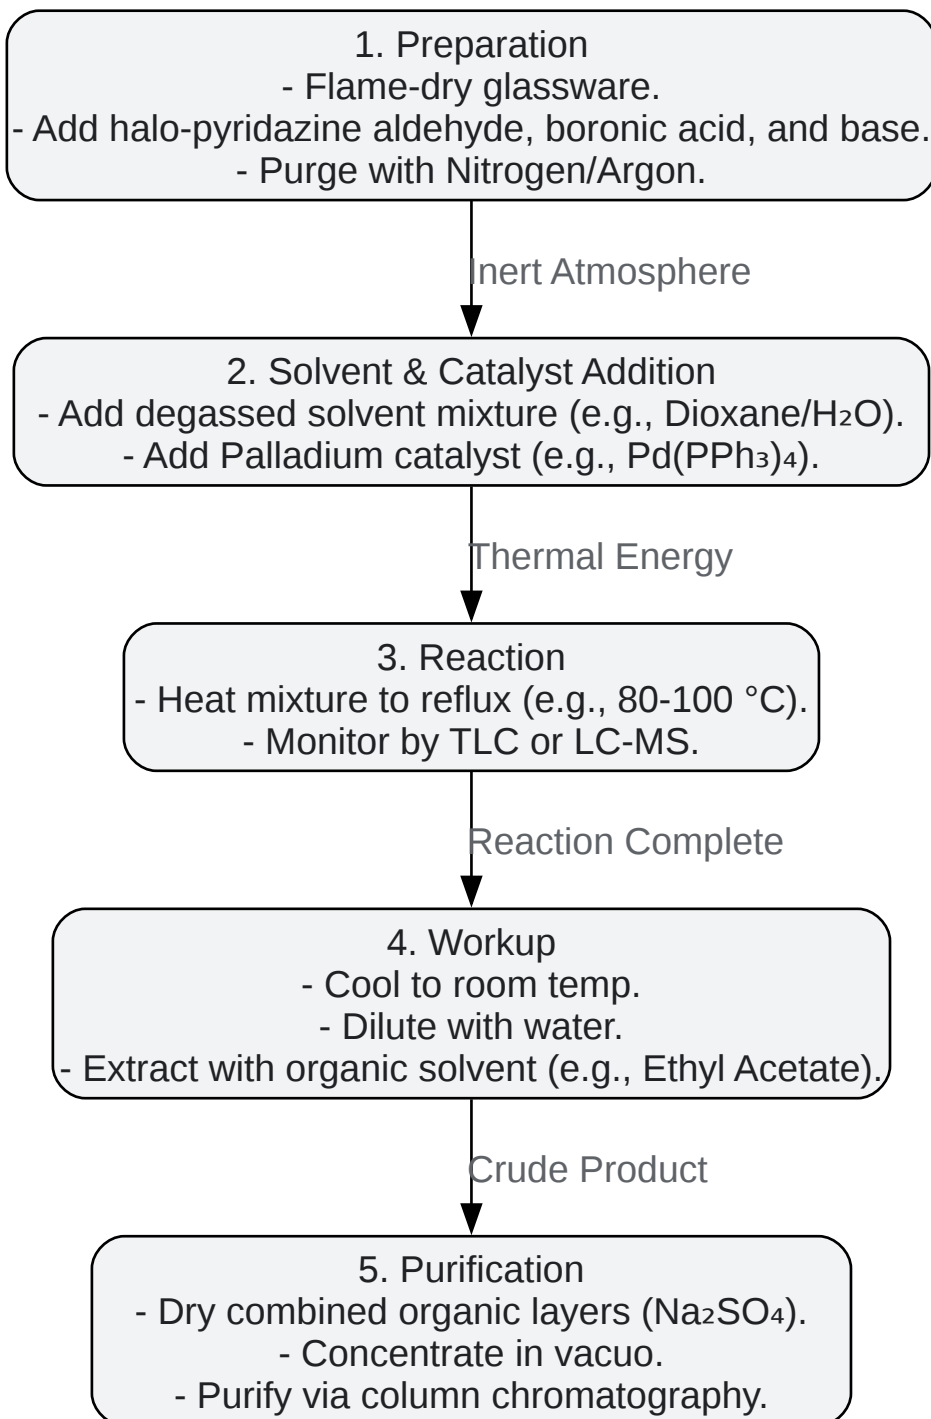 1. Preparation
- Flame-dry glassware.
- Add halo-pyridazine aldehyde, boronic acid, and base.
- Purge with Nitrogen/Argon.
Inert Atmosphere
2. Solvent & Catalyst Addition
- Add degassed solvent mixture (e.g., Dioxane/H₂O).
- Add Palladium catalyst (e.g., Pd(PPh₃)₄).
Thermal Energy
3. Reaction
- Heat mixture to reflux (e.g., 80-100 °C).
- Monitor by TLC or LC-MS.
Reaction Complete
4. Workup
- Cool to room temp.
- Dilute with water.
- Extract with organic solvent (e.g., Ethyl Acetate).
Crude Product
5. Purification
- Dry combined organic layers (Na₂SO₄).
- Concentrate in vacuo.
- Purify via column chromatography.